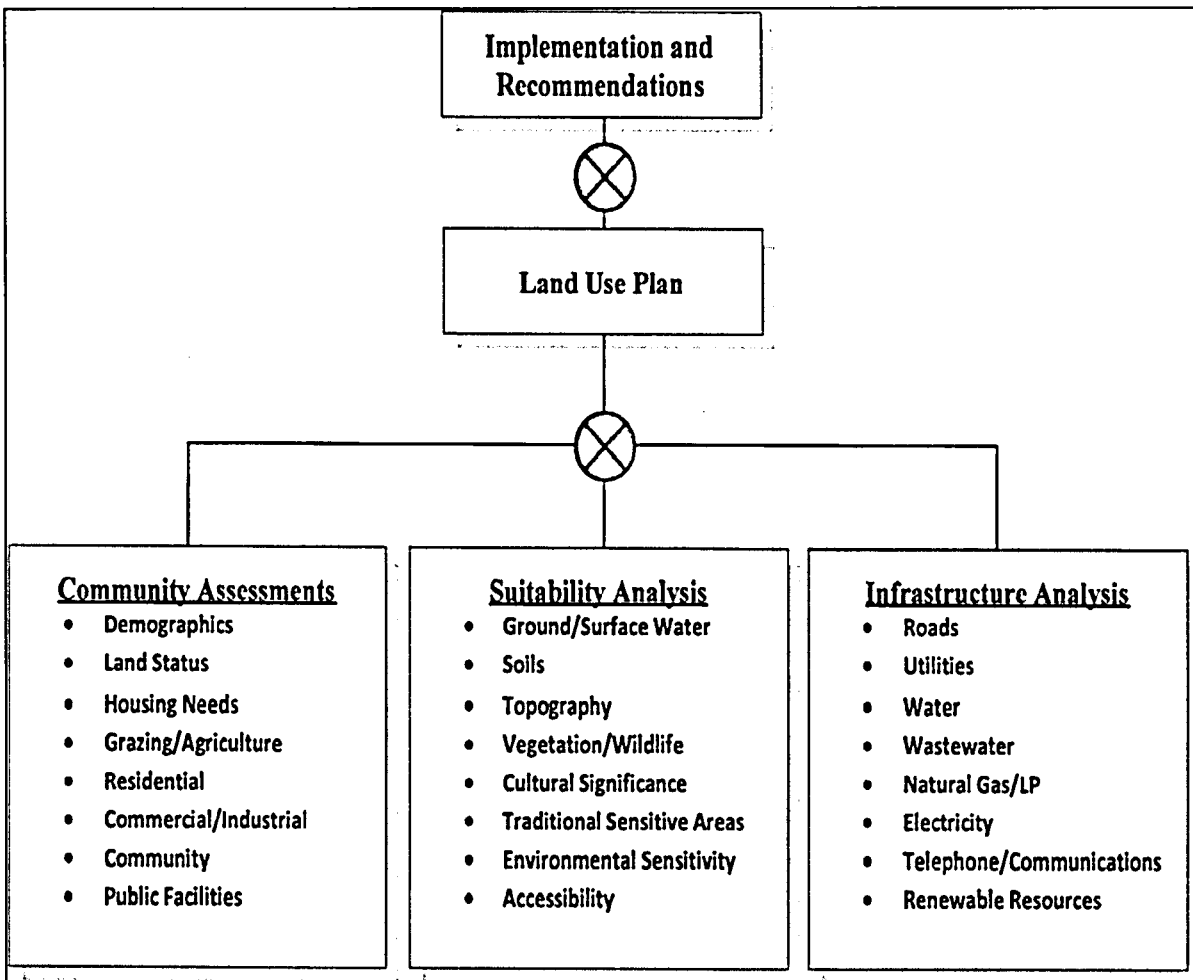 Implementation and
Recommendations
Land Use Plan
Community Assessments
• Demographics
• Land Status
• Housing Needs
• Grazing/Agriculture
• Residential
• Commercial/Industrial
• Community
• Public Facilities
Suitability Analysis
• Ground/Surface Water
• Soils
• Topography
• Vegetation/Wildlife
• Cultural Significance
• Traditional Sensitive Areas
• Environmental Sensitivity
• Accessibility
Infrastructure Analysis
• Roads
• Utilities
• Water
• Wastewater
• Natural Gas/LP
• Electricity
• Telephone/Communications
• Renewable Resources